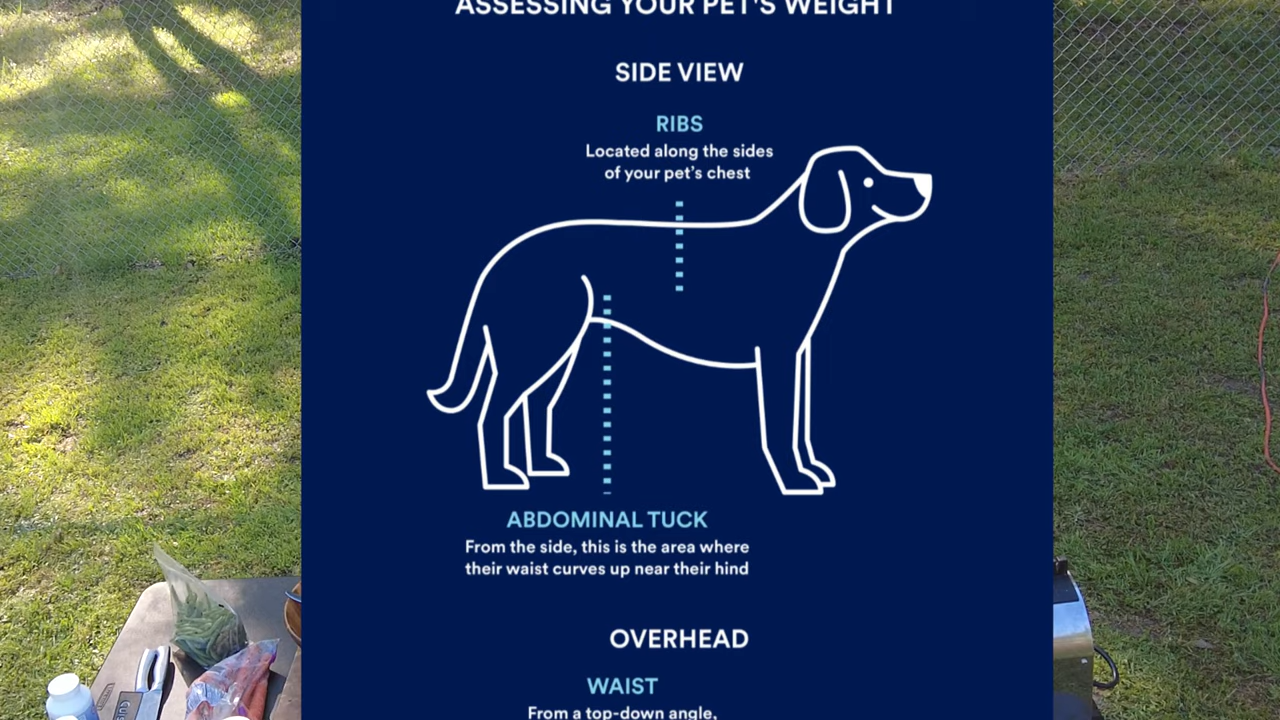 ASSESSING YOUR PET'S WEIGHT
SIDE VIEW
RIBS
Located along the sides
of your pet's chest
ABDOMINAL TUCK
From the side, this is the area where
their waist curves up near their hind
OVERHEAD
WAIST
From a top-down angle,